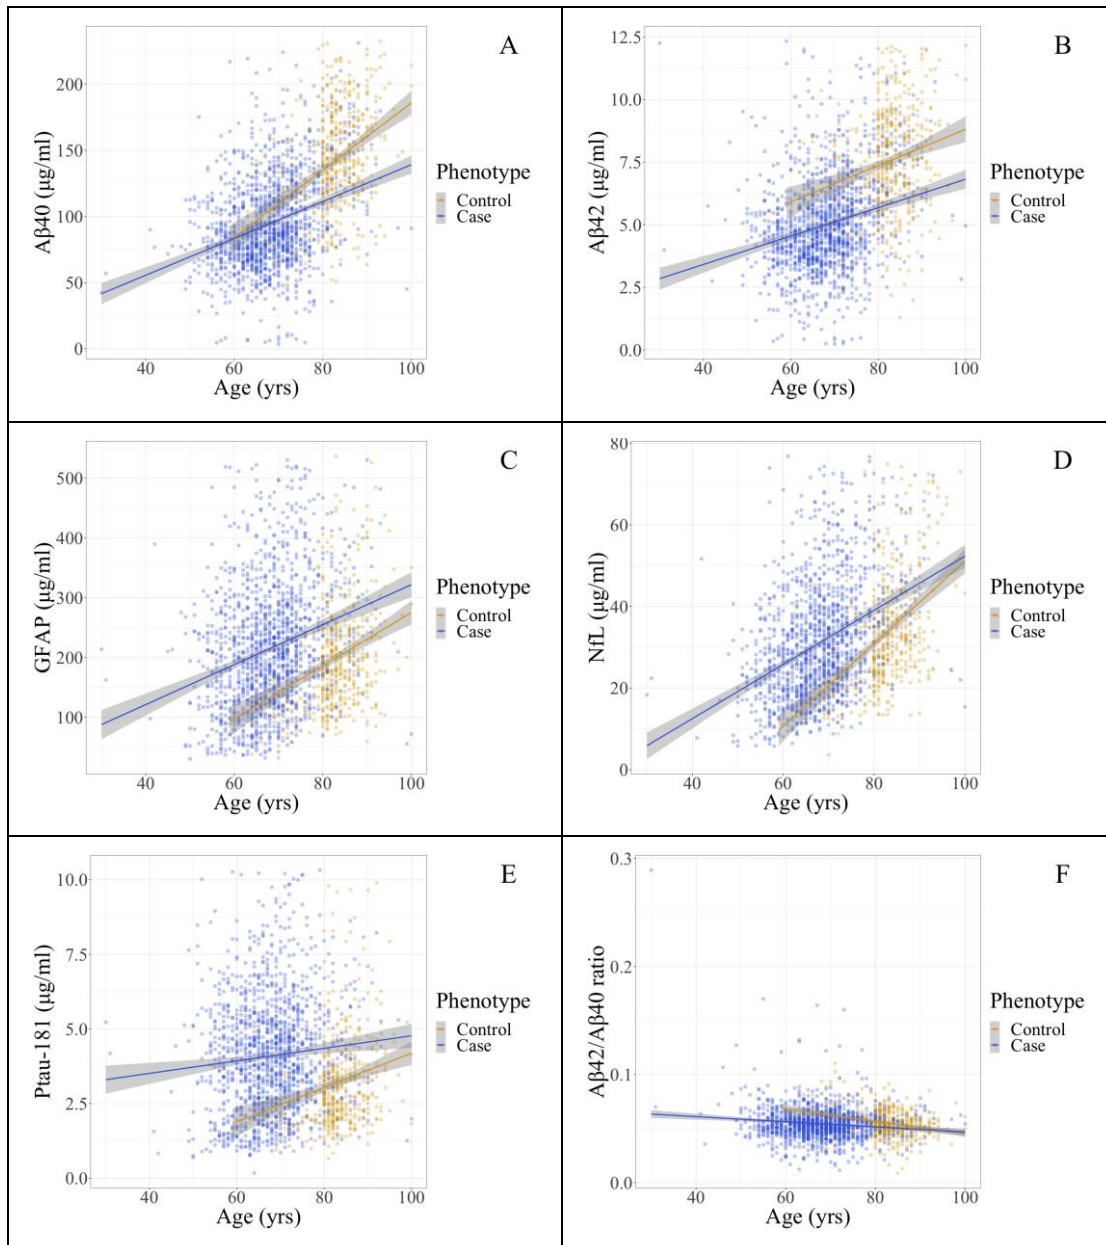 A
Aβ40 (µg/ml)
200
150
100
50
0
40 60 80 100
Age (yrs)
Phenotype
Control
Case
B
Aβ42 (µg/ml)
12.5
10.0
7.5
5.0
2.5
0.0
40 60 80 100
Age (yrs)
Phenotype
Control
Case
C
GFAP (µg/ml)
500
400
300
200
100
40 60 80 100
Age (yrs)
Phenotype
Control
Case
D
NfL (µg/ml)
80
60
40
20
0
40 60 80 100
Age (yrs)
Phenotype
Control
Case
E
Ptau-181 (µg/ml)
10.0
7.5
5.0
2.5
0.0
40 60 80 100
Age (yrs)
Phenotype
Control
Case
F
Aβ42/Aβ40 ratio
0.3
0.2
0.1
0.0
40 60 80 100
Age (yrs)
Phenotype
Control
Case